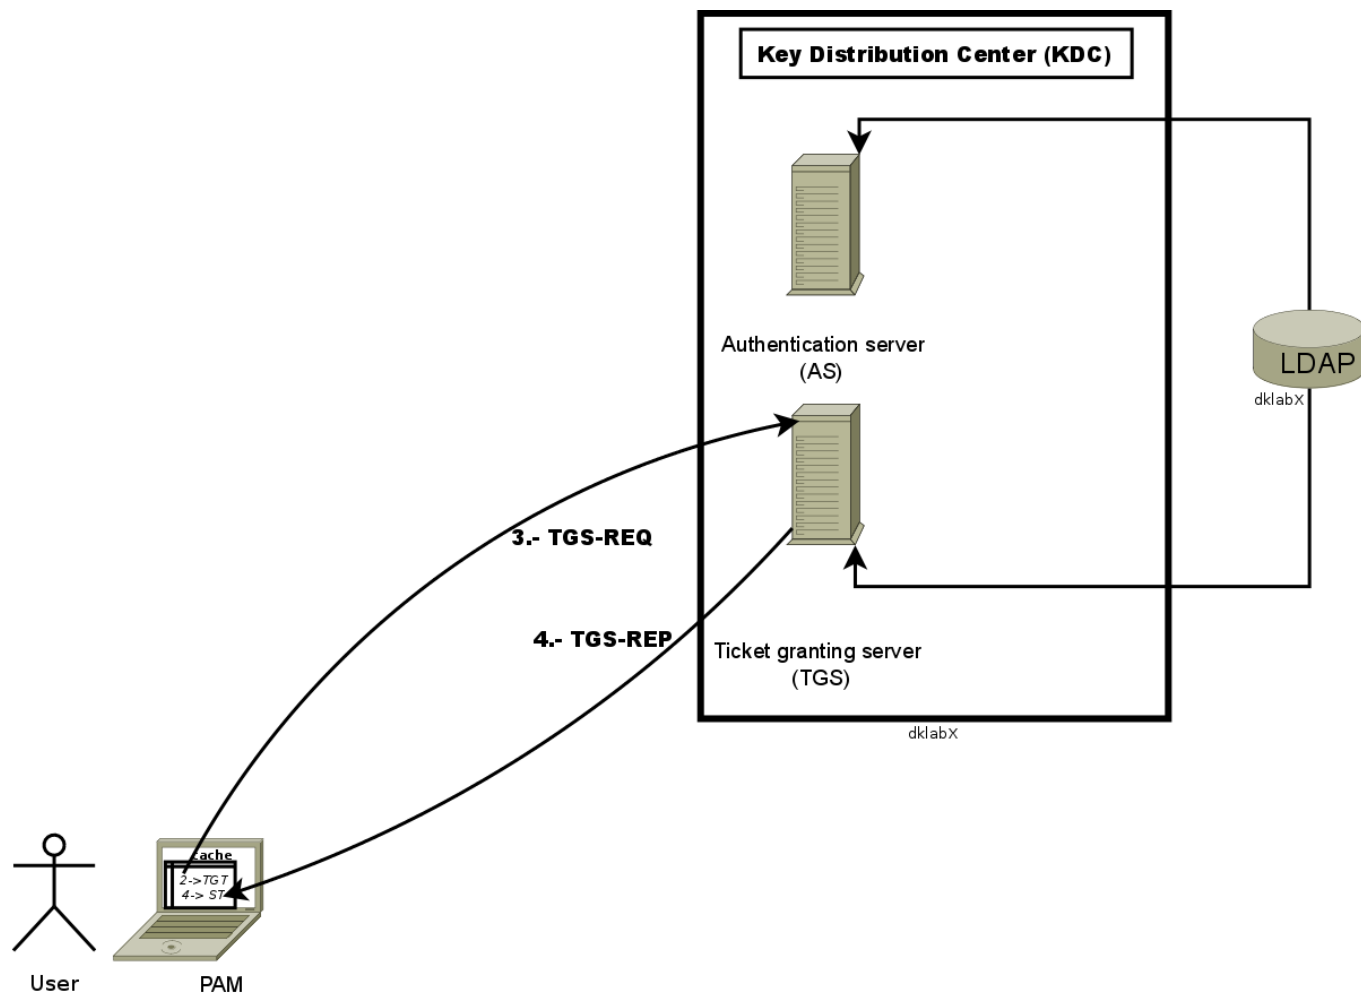 Key Distribution Center (KDC)
Authentication server
(AS)
LDAP
dklabX
3.- TGS-REQ
4.- TGS-REP
Ticket granting server
(TGS)
dklabX
cache
2->TGT
4-> ST
User
PAM